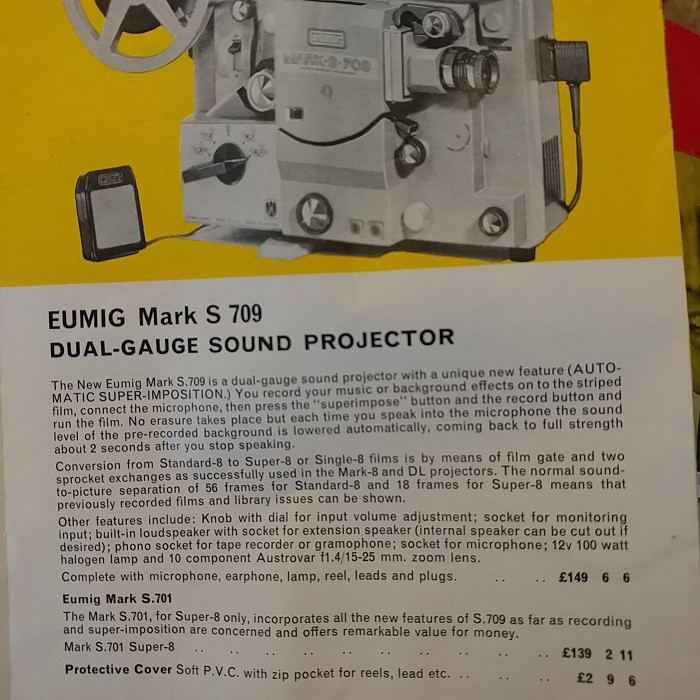 MARK-S-709
EUMIG Mark S 709
DUAL-GAUGE SOUND PROJECTOR
The New Eumig Mark S.709 is a dual-gauge sound projector with a unique new feature (AUTO-
MATIC SUPER-IMPOSITION.) You record your music or background effects on to the striped
film, connect the microphone, then press the "superimpose" button and the record button and
run the film. No erasure takes place but each time you speak into the microphone the sound
level of the pre-recorded background is lowered automatically, coming back to full strength
about 2 seconds after you stop speaking.
Conversion from Standard-8 to Super-8 or Single-8 films is by means of film gate and two
sprocket exchanges as successfully used in the Mark-8 and DL projectors. The normal sound-
to-picture separation of 56 frames for Standard-8 and 18 frames for Super-8 means that
previously recorded films and library issues can be shown.
Other features include: Knob with dial for input volume adjustment; socket for monitoring
input; built-in loudspeaker with socket for extension speaker (internal speaker can be cut out if
desired); phono socket for tape recorder or gramophone; socket for microphone; 12v 100 watt
halogen lamp and 10 component Austrovar f1.4/15-25 mm. zoom lens.
Complete with microphone, earphone, lamp, reel, leads and plugs. .. .. £149 6 6
Eumig Mark S.701
The Mark S.701, for Super-8 only, incorporates all the new features of S.709 as far as recording
and super-imposition are concerned and offers remarkable value for money.
Mark S.701 Super-8 .. .. .. .. .. .. .. .. .. .. £139 2 11
Protective Cover Soft P.V.C. with zip pocket for reels, lead etc. .. .. .. £2 9 6